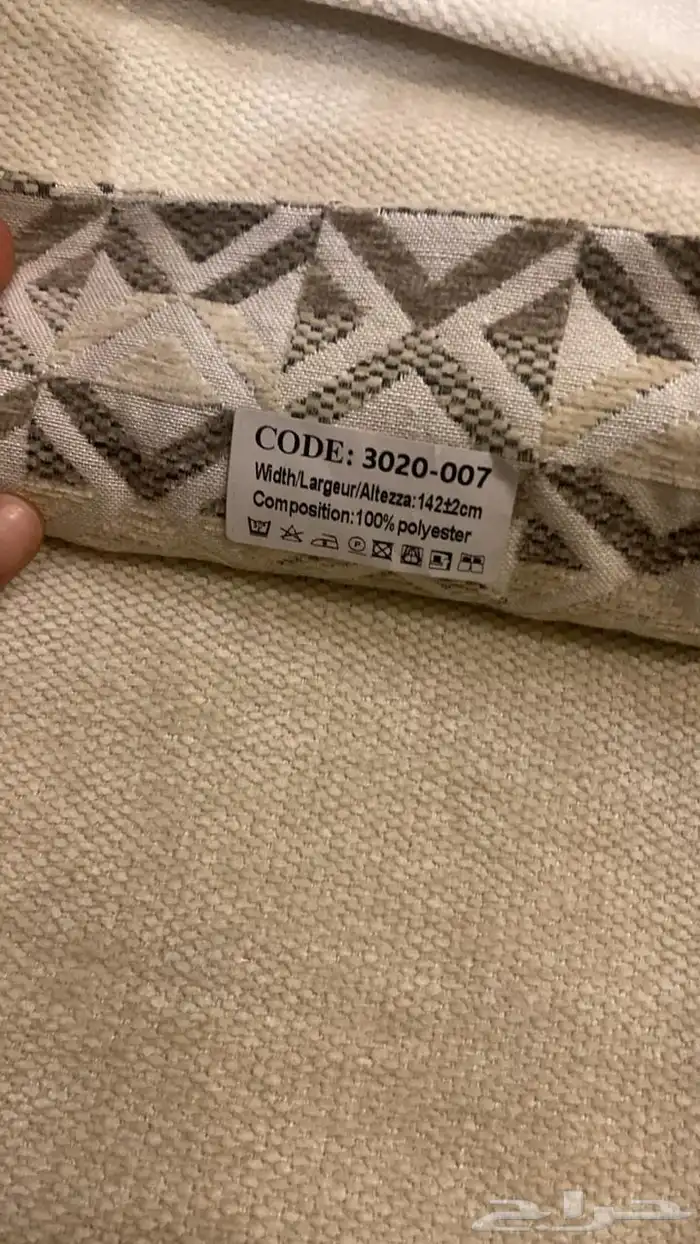 CODE: 3020-007
Width/Largeur/Altezza:142±2cm
Composition:100% polyester
حراج